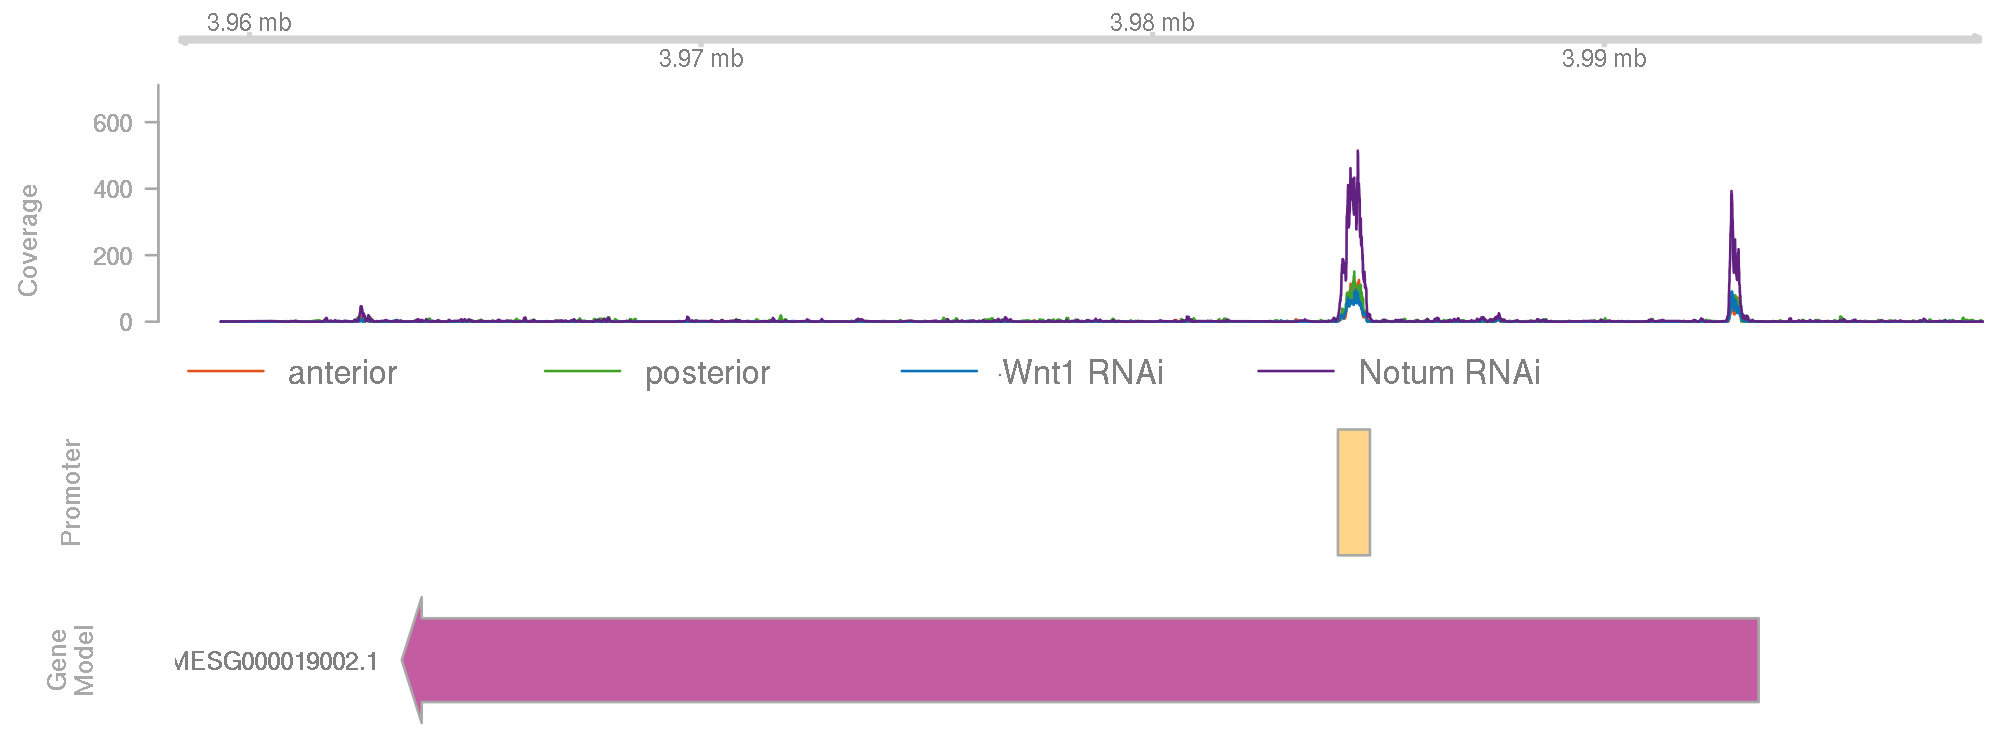 3.96 mb
3.98 mb
3.97 mb
3.99 mb
600
400
200
0
Coverage
anterior
posterior
Wnt1 RNAi
Notum RNAi
Promoter
Gene
Model
MESG000019002.1